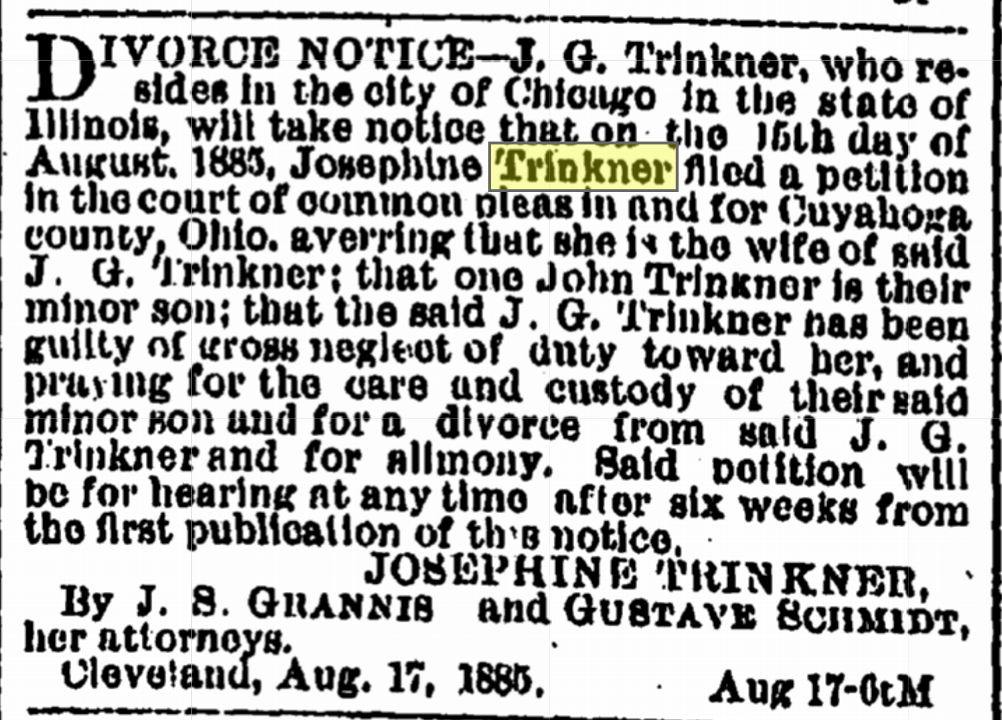 DIVORCE NOTICE—J. G. Trinkner, who re-
sides in the city of Chicago in the state of
Illinois, will take notice that on the 15th day of
August, 1885, Josephine Trinkner filed a petition
in the court of common pleas in and for Cuyahoga
county, Ohio, averring that she is the wife of said
J. G. Trinkner; that one John Trinkner is their
minor son; that the said J. G. Trinkner has been
guilty of gross neglect of duty toward her, and
praying for the care and custody of their said
minor son and for a divorce from said J. G.
Trinkner and for alimony. Said petition will
be for hearing at any time after six weeks from
the first publication of this notice.
JOSEPHINE TRINKNER,
By J. S. GRANNIS and GUSTAVE SCHMIDT,
her attorneys.
Cleveland, Aug. 17, 1885. Aug 17-6tM